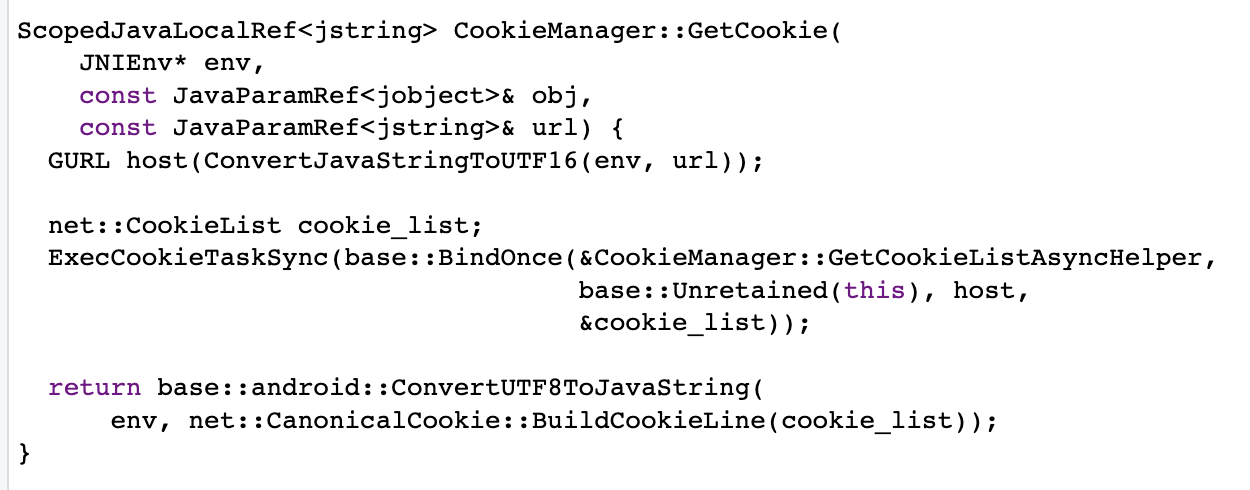 ScopedJavaLocalRef<jstring> CookieManager::GetCookie(
    JNIEnv* env,
    const JavaParamRef<jobject>& obj,
    const JavaParamRef<jstring>& url) {
  GURL host(ConvertJavaStringToUTF16(env, url));

  net::CookieList cookie_list;
  ExecCookieTaskSync(base::BindOnce(&CookieManager::GetCookieListAsyncHelper,
                                    base::Unretained(this), host,
                                    &cookie_list));

  return base::android::ConvertUTF8ToJavaString(
      env, net::CanonicalCookie::BuildCookieLine(cookie_list));
}